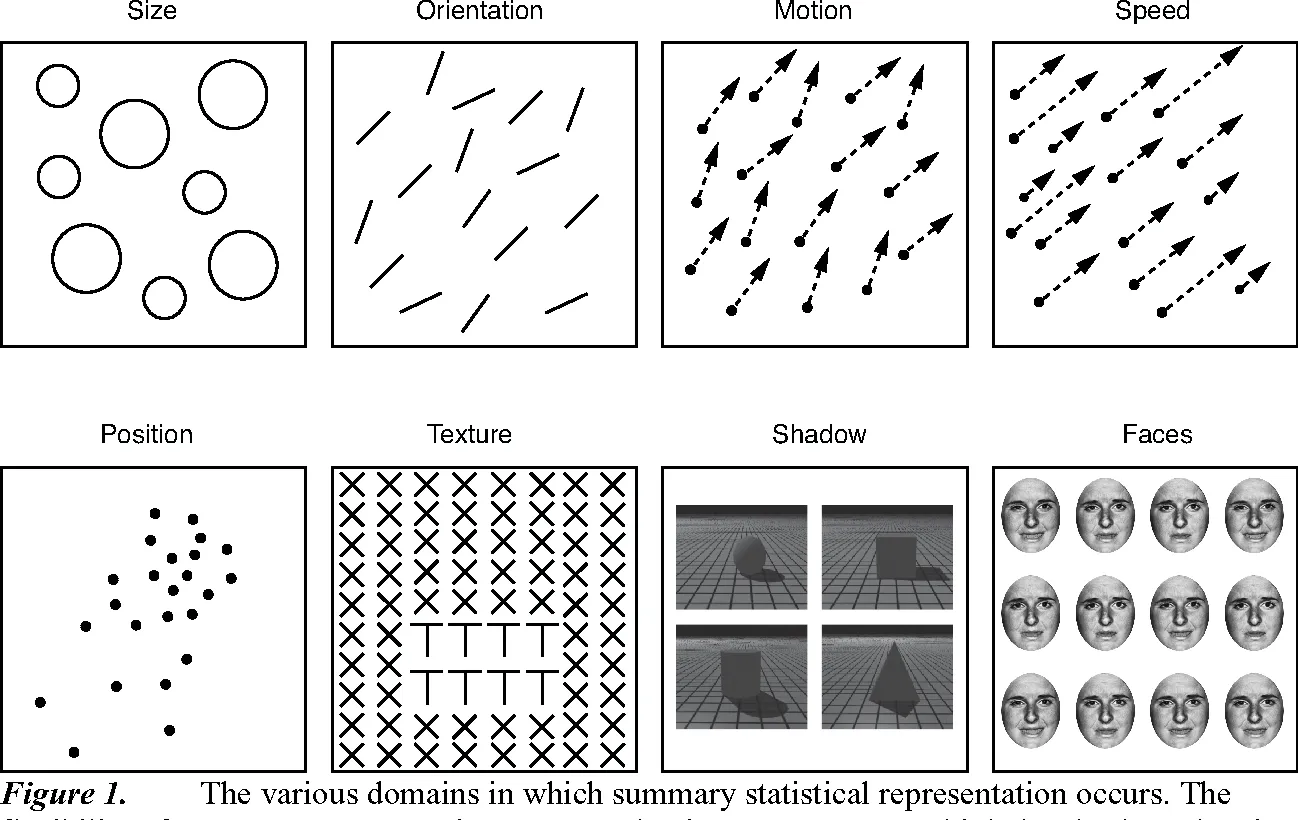 Size Orientation Motion Speed
Position Texture Shadow Faces
Figure 1. The various domains in which summary statistical representation occurs. The